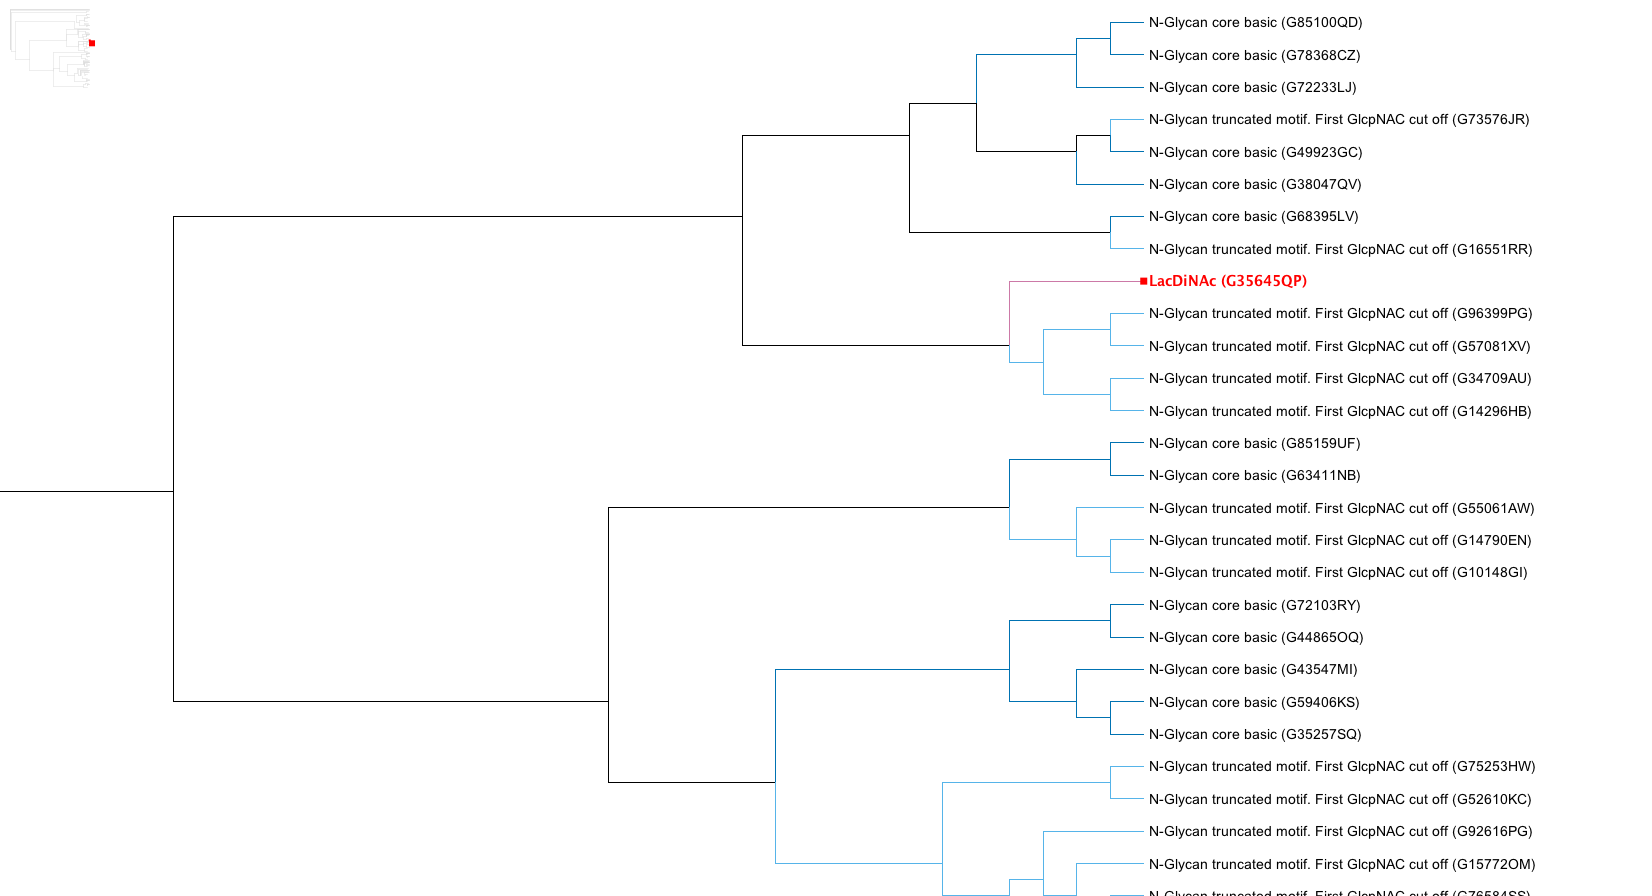 N-Glycan core basic (G85100QD)
N-Glycan core basic (G78368CZ)
N-Glycan core basic (G72233LJ)
N-Glycan truncated motif. First GlcpNAC cut off (G73576JR)
N-Glycan core basic (G49923GC)
N-Glycan core basic (G38047QV)
N-Glycan core basic (G68395LV)
N-Glycan truncated motif. First GlcpNAC cut off (G16551RR)
LacDiNAc (G35645QP)
N-Glycan truncated motif. First GlcpNAC cut off (G96399PG)
N-Glycan truncated motif. First GlcpNAC cut off (G57081XV)
N-Glycan truncated motif. First GlcpNAC cut off (G34709AU)
N-Glycan truncated motif. First GlcpNAC cut off (G14296HB)
N-Glycan core basic (G85159UF)
N-Glycan core basic (G63411NB)
N-Glycan truncated motif. First GlcpNAC cut off (G55061AW)
N-Glycan truncated motif. First GlcpNAC cut off (G14790EN)
N-Glycan truncated motif. First GlcpNAC cut off (G10148GI)
N-Glycan core basic (G72103RY)
N-Glycan core basic (G44865OQ)
N-Glycan core basic (G43547MI)
N-Glycan core basic (G59406KS)
N-Glycan core basic (G35257SQ)
N-Glycan truncated motif. First GlcpNAC cut off (G75253HW)
N-Glycan truncated motif. First GlcpNAC cut off (G52610KC)
N-Glycan truncated motif. First GlcpNAC cut off (G92616PG)
N-Glycan truncated motif. First GlcpNAC cut off (G15772OM)
N-Glycan truncated motif. First GlcpNAC cut off (G76584SS)